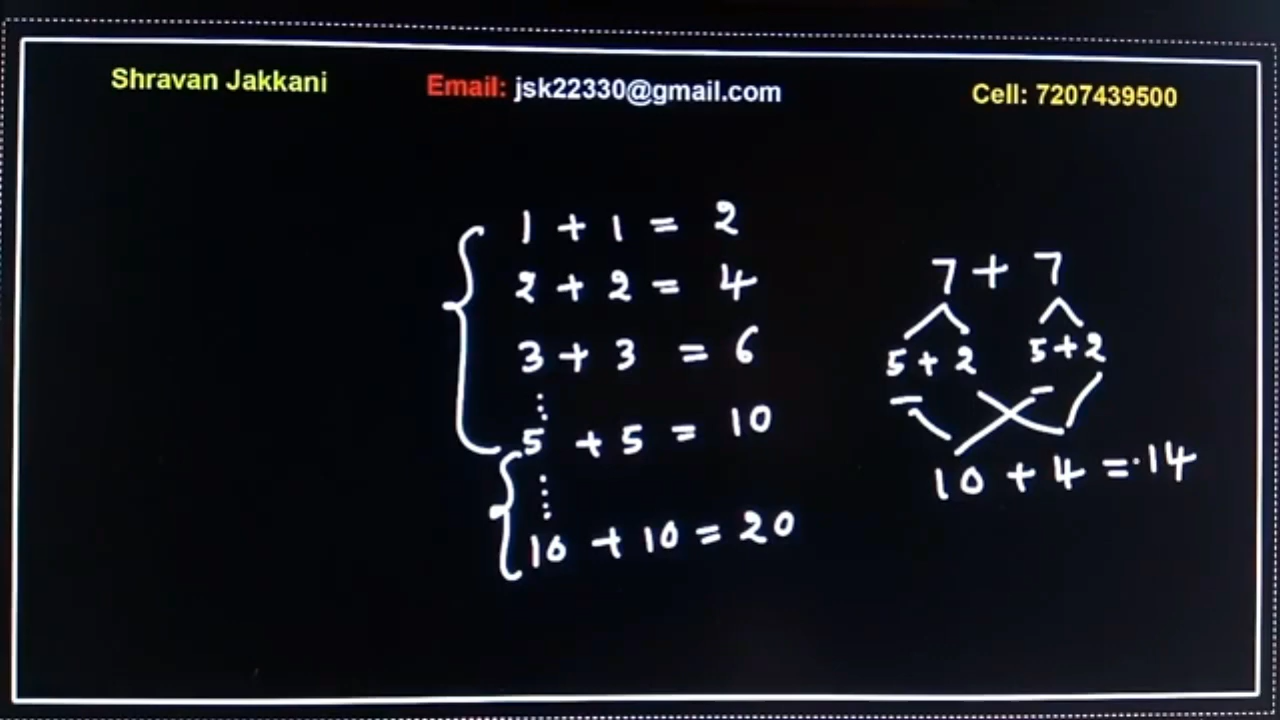 Shravan Jakkani Email: jsk22330@gmail.com Cell: 7207439500
1 + 1 = 2
2 + 2 = 4
3 + 3 = 6
⋮
5 + 5 = 10
⋮
10 + 10 = 20
7 + 7
5 + 2 5 + 2
10 + 4 = 14